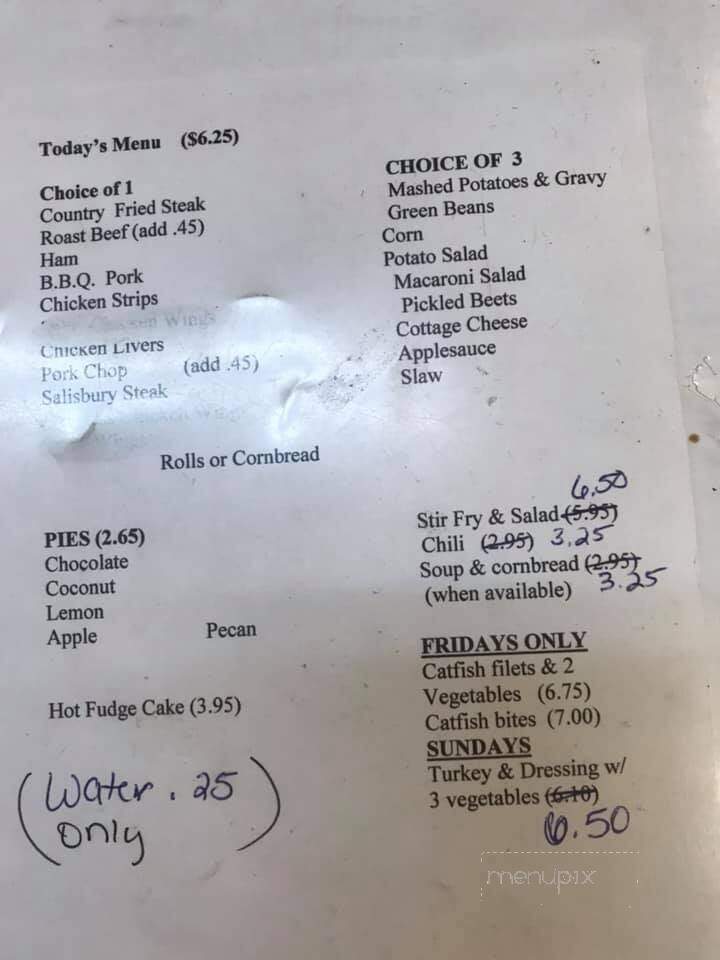 Today's Menu ($6.25)
Choice of 1
Country Fried Steak
Roast Beef (add .45)
Ham
B.B.Q. Pork
Chicken Strips
Wings
Chicken Livers
Pork Chop (add .45)
Salisbury Steak
CHOICE OF 3
Mashed Potatoes & Gravy
Green Beans
Corn
Potato Salad
Macaroni Salad
Pickled Beets
Cottage Cheese
Applesauce
Slaw
Rolls or Cornbread
PIES (2.65)
Chocolate
Coconut
Lemon
Apple Pecan
Hot Fudge Cake (3.95)
(Water .25
only)
6.50
Stir Fry & Salad (5.95)
Chili (2.95) 3.25
Soup & cornbread (2.95)
(when available) 3.25
FRIDAYS ONLY
Catfish filets & 2
Vegetables (6.75)
Catfish bites (7.00)
SUNDAYS
Turkey & Dressing w/
3 vegetables (6.10)
6.50
menupix